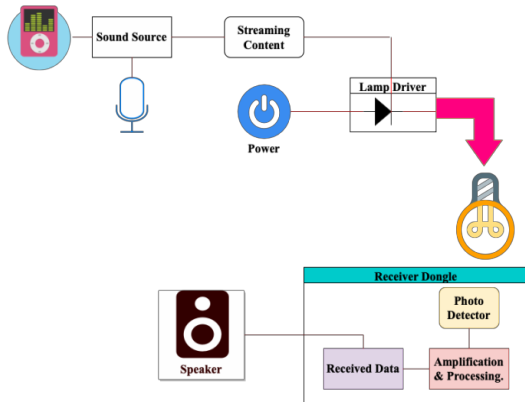 Sound Source
Streaming
Content
Lamp Driver
Power
Receiver Dongle
Photo
Detector
Speaker
Received Data
Amplification
& Processing.